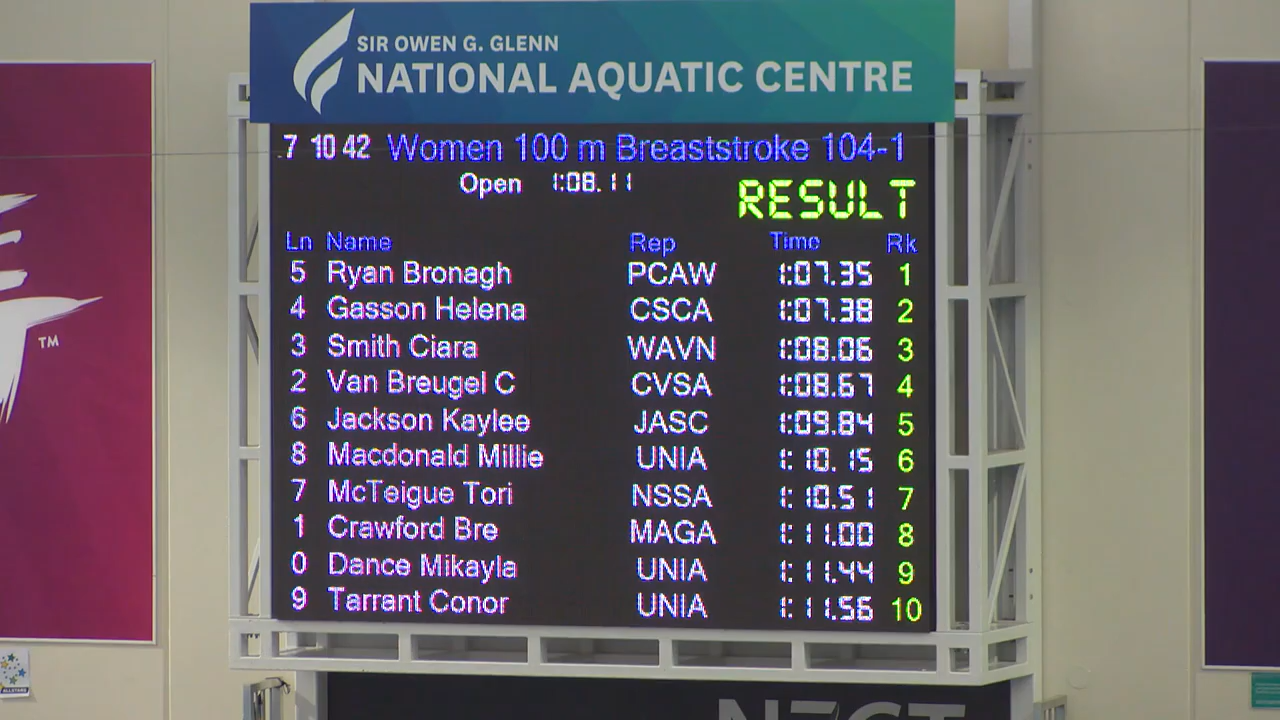 SIR OWEN G. GLENN
NATIONAL AQUATIC CENTRE
.7 10 42 Women 100 m Breaststroke 104-1
Open 1:08.11
RESULT
Ln Name Rep Time Rk
5 Ryan Bronagh PCAW 1:07.35 1
4 Gasson Helena CSCA 1:07.38 2
3 Smith Ciara WAVN 1:08.06 3
2 Van Breugel C CVSA 1:08.67 4
6 Jackson Kaylee JASC 1:09.84 5
8 Macdonald Millie UNIA 1:10.15 6
7 McTeigue Tori NSSA 1:10.51 7
1 Crawford Bre MAGA 1:11.00 8
0 Dance Mikayla UNIA 1:11.44 9
9 Tarrant Conor UNIA 1:11.56 10
TM